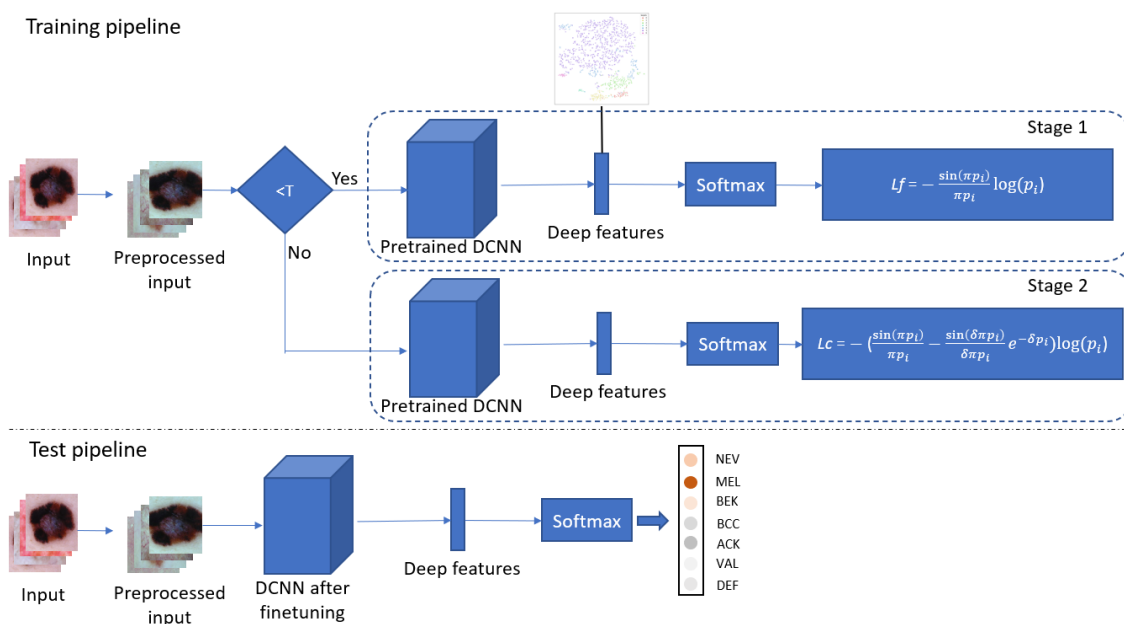 Training pipeline
Stage 1
<T
Yes
Softmax
Lf = − sin(πp_i)/πp_i log(p_i)
Input
Preprocessed
input
No
Pretrained DCNN
Deep features
Stage 2
Softmax
Lc = − (sin(πp_i)/πp_i − sin(δπp_i)/δπp_i e^{−δp_i})log(p_i)
Deep features
Pretrained DCNN
Test pipeline
NEV
MEL
BEK
BCC
ACK
VAL
DEF
Softmax
Input
Preprocessed
input
DCNN after
finetuning
Deep features